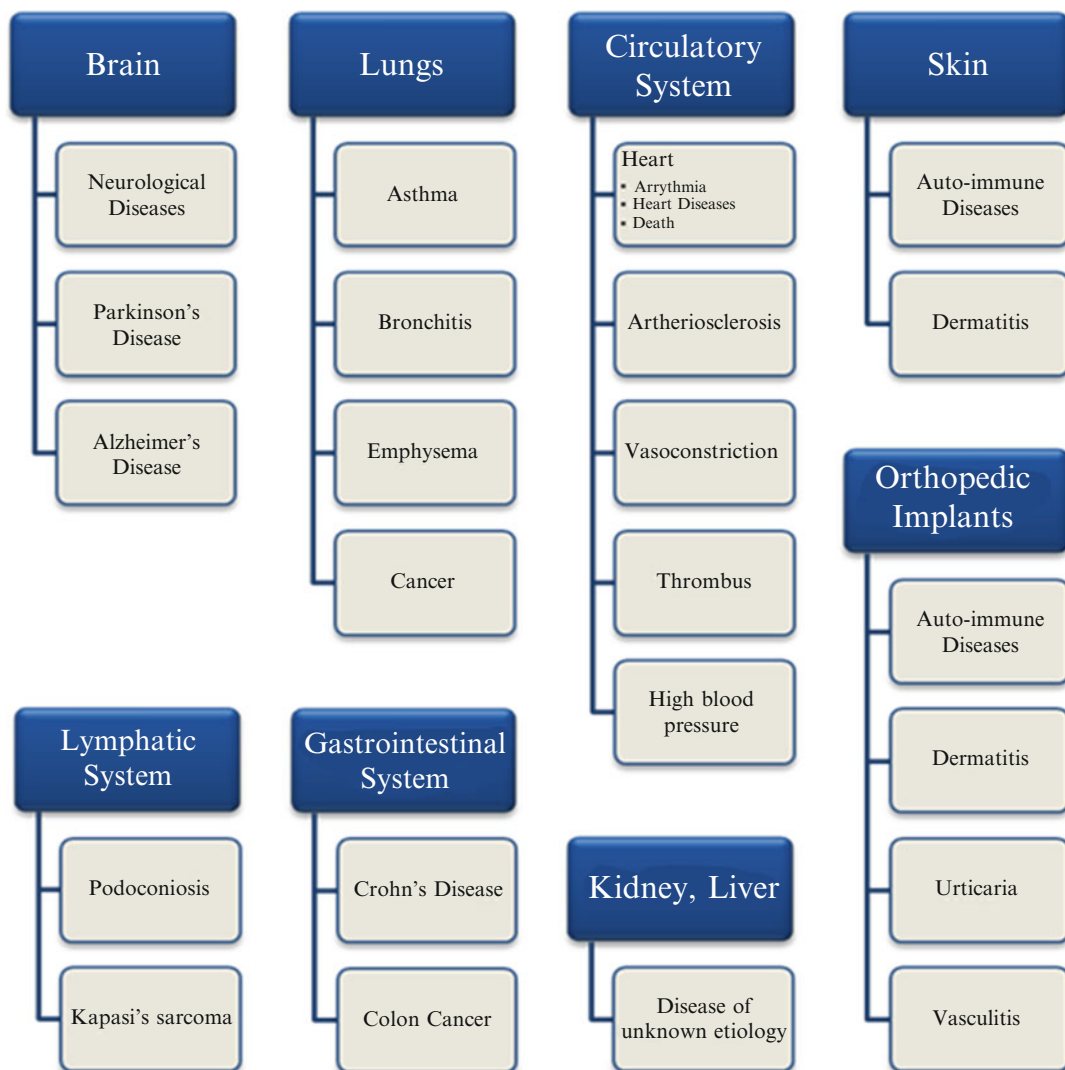 Brain
Neurological
Diseases
Parkinson's
Disease
Alzheimer's
Disease
Lungs
Asthma
Bronchitis
Emphysema
Cancer
Circulatory
System
Heart
▪ Arrythmia
▪ Heart Diseases
▪ Death
Artheriosclerosis
Vasoconstriction
Thrombus
High blood
pressure
Skin
Auto-immune
Diseases
Dermatitis
Orthopedic
Implants
Auto-immune
Diseases
Dermatitis
Urticaria
Vasculitis
Lymphatic
System
Podoconiosis
Kapasi's sarcoma
Gastrointestinal
System
Crohn's Disease
Colon Cancer
Kidney, Liver
Disease of
unknown etiology